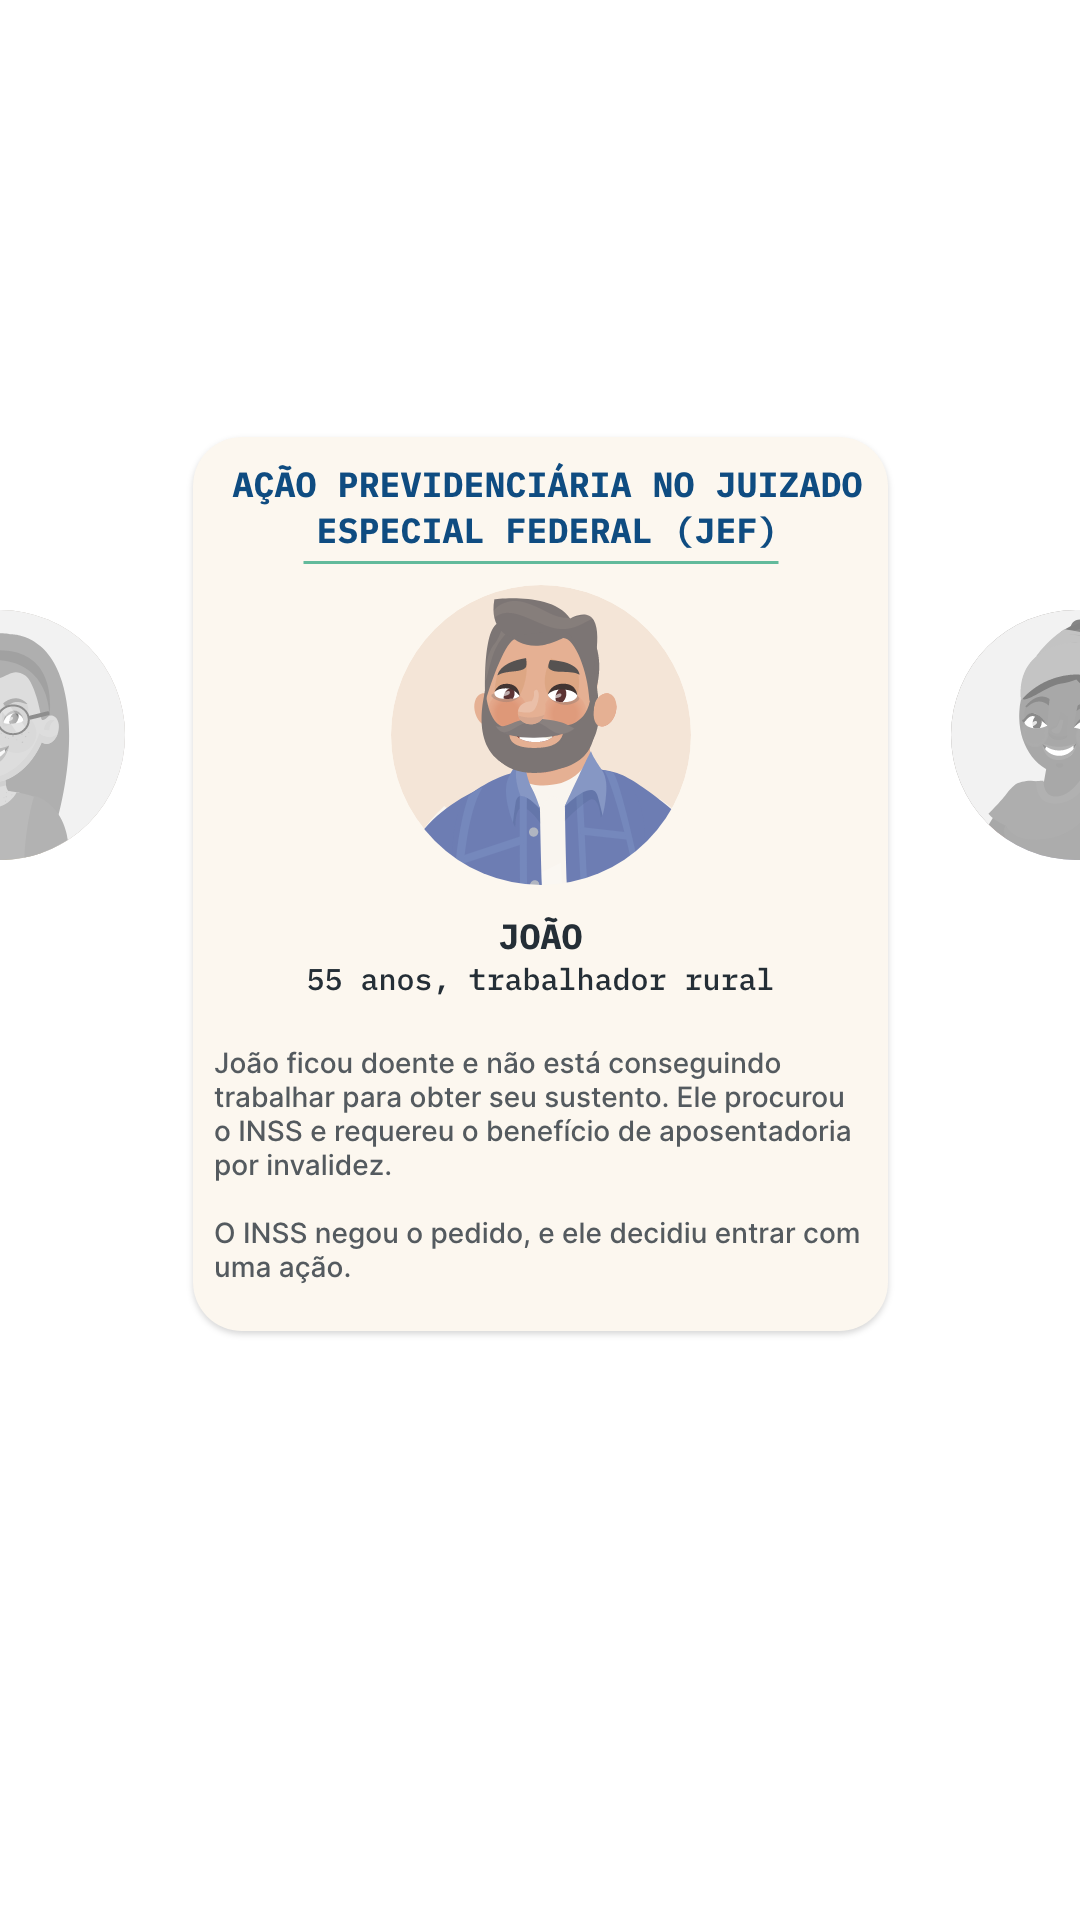 AÇÃO PREVIDENCIÁRIA NO JUIZADO
ESPECIAL FEDERAL (JEF)
JOÃO
55 anos, trabalhador rural
João ficou doente e não está conseguindo
trabalhar para obter seu sustento. Ele procurou
o INSS e requereu o benefício de aposentadoria
por invalidez.
O INSS negou o pedido, e ele decidiu entrar com
uma ação.